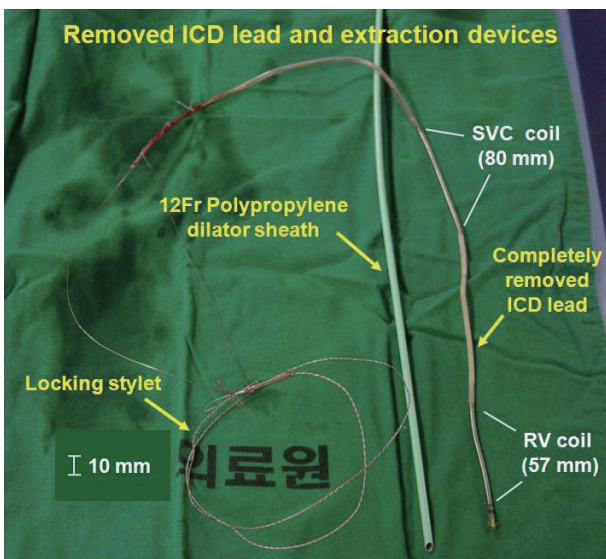 Removed ICD lead and extraction devices
SVC coil
(80 mm)
12Fr Polypropylene
dilator sheath
Completely
removed
ICD lead
Locking stylet
RV coil
(57 mm)
10 mm
의료원